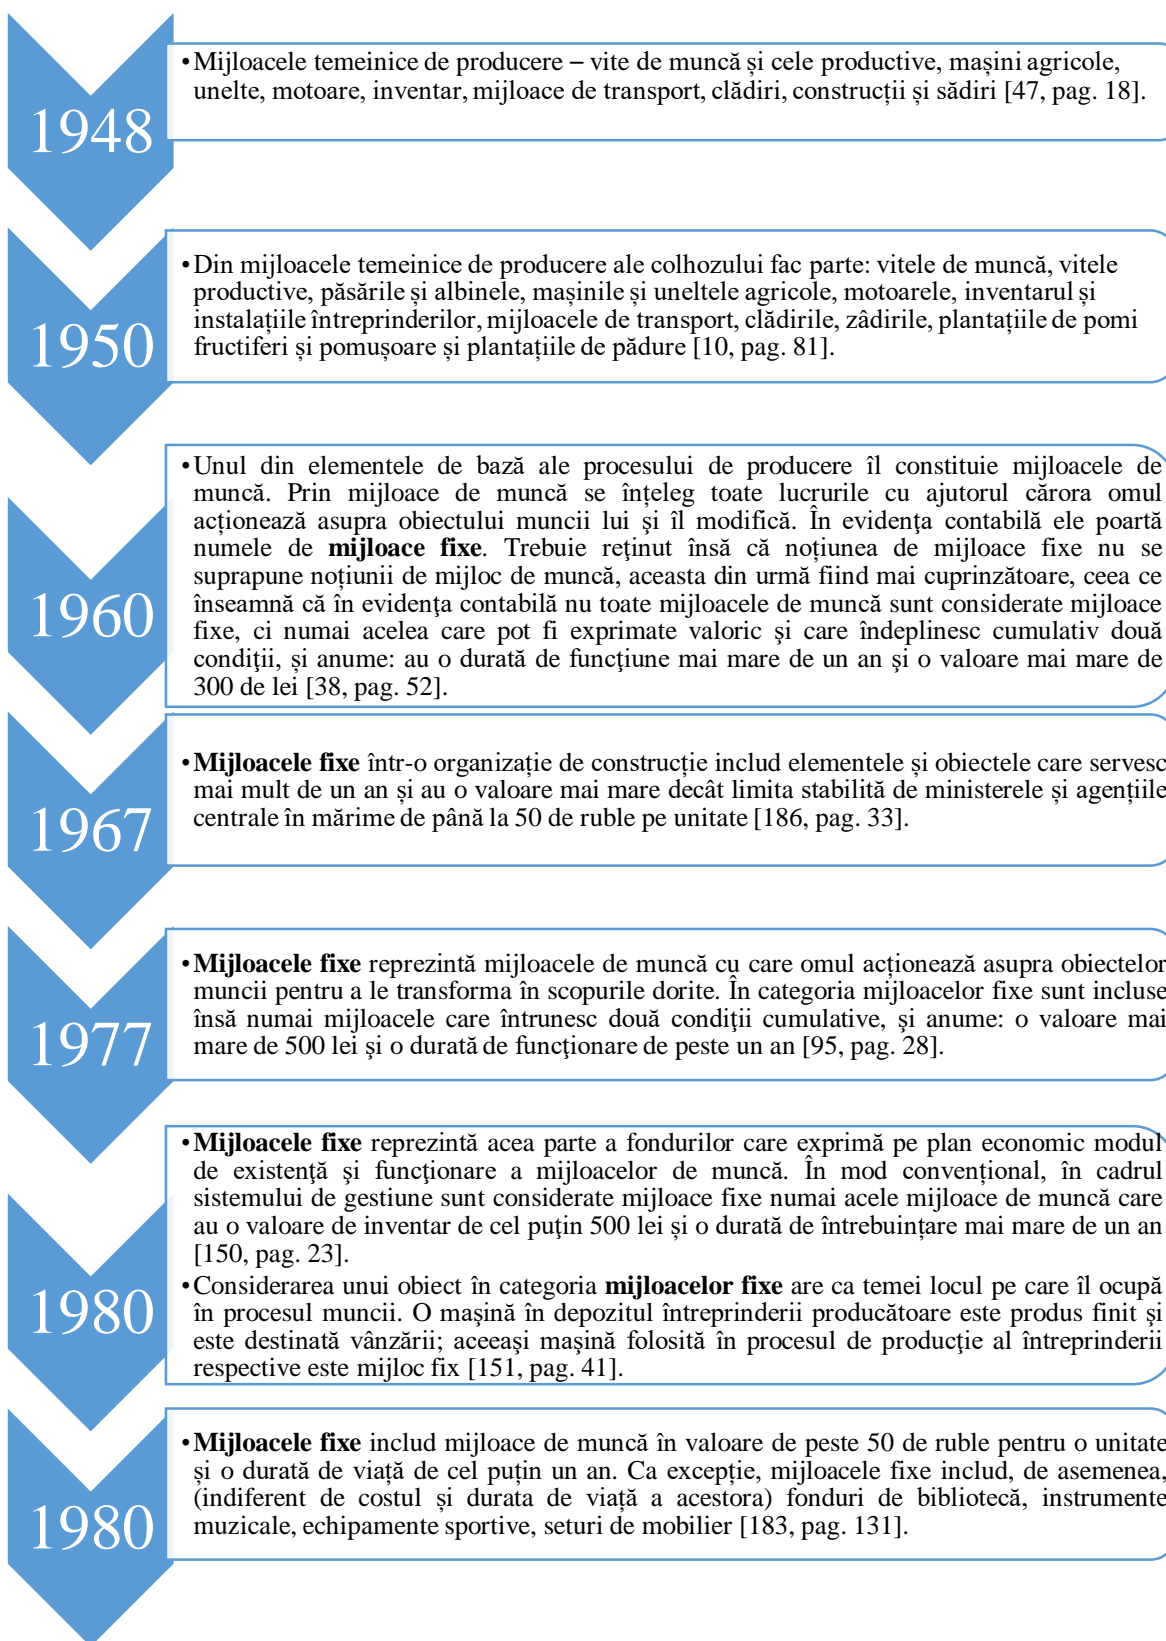 1948
•Mijloacele temeinice de producere – vite de muncă și cele productive, mașini agricole,
unelte, motoare, inventar, mijloace de transport, clădiri, construcții și sădiri [47, pag. 18].
1950
•Din mijloacele temeinice de producere ale colhozului fac parte: vitele de muncă, vitele
productive, păsările și albinele, mașinile și uneltele agricole, motoarele, inventarul și
instalațiile întreprinderilor, mijloacele de transport, clădirile, zâdirile, plantațiile de pomi
fructiferi și pomușoare și plantațiile de pădure [10, pag. 81].
1960
•Unul din elementele de bază ale procesului de producere îl constituie mijloacele de
muncă. Prin mijloace de muncă se înțeleg toate lucrurile cu ajutorul cărora omul
acționează asupra obiectului muncii lui şi îl modifică. În evidenţa contabilă ele poartă
numele de mijloace fixe. Trebuie reţinut însă că noțiunea de mijloace fixe nu se
suprapune noțiunii de mijloc de muncă, aceasta din urmă fiind mai cuprinzătoare, ceea ce
înseamnă că în evidenţa contabilă nu toate mijloacele de muncă sunt considerate mijloace
fixe, ci numai acelea care pot fi exprimate valoric şi care îndeplinesc cumulativ două
condiţii, și anume: au o durată de funcţiune mai mare de un an şi o valoare mai mare de
300 de lei [38, pag. 52].
1967
•Mijloacele fixe într-o organizație de construcție includ elementele și obiectele care servesc
mai mult de un an și au o valoare mai mare decât limita stabilită de ministerele și agențiile
centrale în mărime de până la 50 de ruble pe unitate [186, pag. 33].
1977
•Mijloacele fixe reprezintă mijloacele de muncă cu care omul acționează asupra obiectelor
muncii pentru a le transforma în scopurile dorite. În categoria mijloacelor fixe sunt incluse
însă numai mijloacele care întrunesc două condiţii cumulative, şi anume: o valoare mai
mare de 500 lei şi o durată de funcţionare de peste un an [95, pag. 28].
1980
•Mijloacele fixe reprezintă acea parte a fondurilor care exprimă pe plan economic modul
de existenţă şi funcţionare a mijloacelor de muncă. În mod convențional, în cadrul
sistemului de gestiune sunt considerate mijloace fixe numai acele mijloace de muncă care
au o valoare de inventar de cel puţin 500 lei și o durată de întrebuințare mai mare de un an
[150, pag. 23].
•Considerarea unui obiect în categoria mijloacelor fixe are ca temei locul pe care îl ocupă
în procesul muncii. O maşină în depozitul întreprinderii producătoare este produs finit şi
este destinată vânzării; aceeaşi maşină folosită în procesul de producţie al întreprinderii
respective este mijloc fix [151, pag. 41].
1980
•Mijloacele fixe includ mijloace de muncă în valoare de peste 50 de ruble pentru o unitate
și o durată de viață de cel puțin un an. Ca excepție, mijloacele fixe includ, de asemenea,
(indiferent de costul și durata de viață a acestora) fonduri de bibliotecă, instrumente
muzicale, echipamente sportive, seturi de mobilier [183, pag. 131].